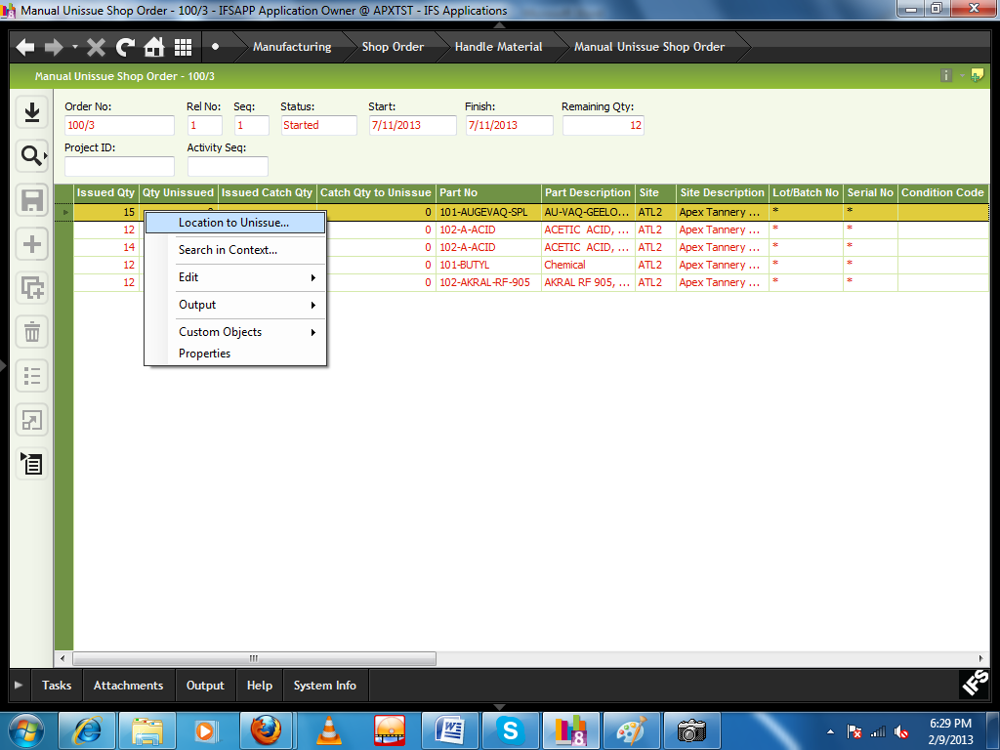 Manual Unissue Shop Order - 100/3 - IFSAPP Application Owner @ APXTST - IFS Applications
Manufacturing Shop Order Handle Material Manual Unissue Shop Order
Manual Unissue Shop Order - 100/3
Order No: Rel No: Seq: Status: Start: Finish: Remaining Qty:
100/3 1 1 Started 7/11/2013 7/11/2013 12
Project ID: Activity Seq:
Issued Qty Qty Unissued Issued Catch Qty Catch Qty to Unissue Part No Part Description Site Site Description Lot/Batch No Serial No Condition Code
15 0 101-AUGEVAQ-SPL AU-VAQ-GEELO... ATL2 Apex Tannery ... * *
12 0 102-A-ACID ACETIC ACID, ... ATL2 Apex Tannery ... * *
14 0 102-A-ACID ACETIC ACID, ... ATL2 Apex Tannery ... * *
12 0 101-BUTYL Chemical ATL2 Apex Tannery ... * *
12 0 102-AKRAL-RF-905 AKRAL RF 905, ... ATL2 Apex Tannery ... * *
Location to Unissue...
Search in Context...
Edit
Output
Custom Objects
Properties
Tasks Attachments Output Help System Info
IFS
6:29 PM
2/9/2013